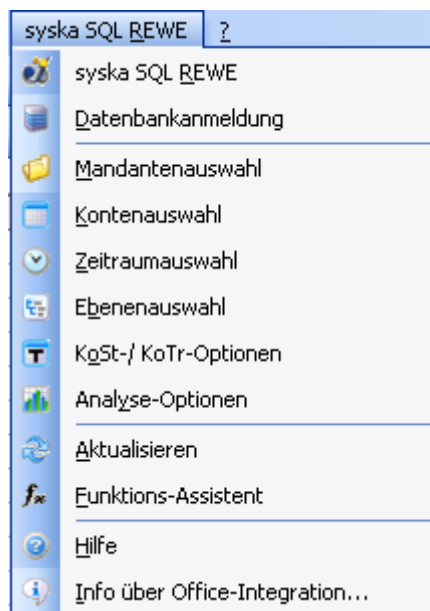 syska SQL REWE ?
syska SQL REWE
Datenbankanmeldung
Mandantenauswahl
Kontenauswahl
Zeitraumauswahl
Ebenenauswahl
KoSt-/ KoTr-Optionen
Analyse-Optionen
Aktualisieren
Funktions-Assistent
Hilfe
Info über Office-Integration...